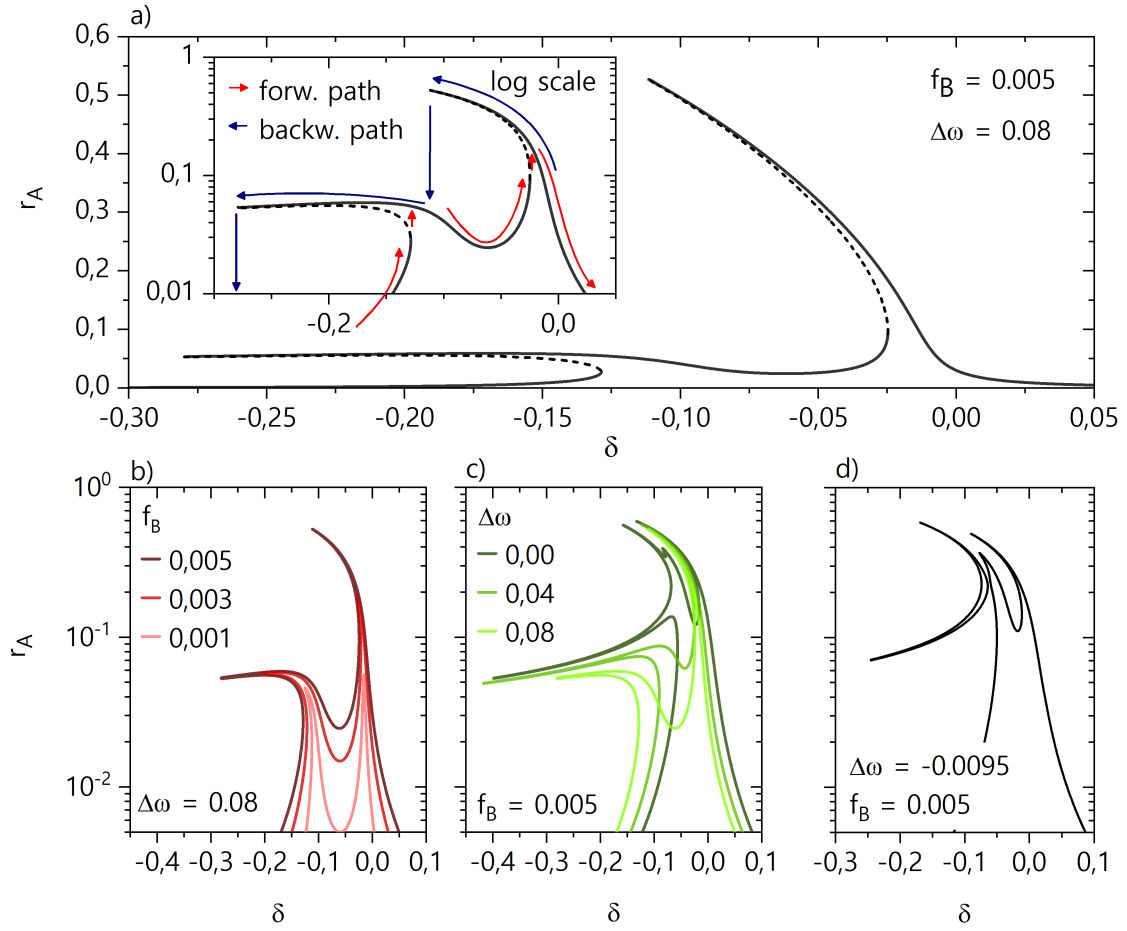 a)
0,6
0,5
0,4
0,3
0,2
0,1
0,0
r_A
-0,30
-0,25
-0,20
-0,15
-0,10
-0,05
0,00
0,05
δ
f_B = 0.005
Δω = 0.08
1
0,1
0,01
-0,2
0,0
log scale
forw. path
backw. path
b)
10^0
10^-1
10^-2
r_A
f_B
0,005
0,003
0,001
Δω = 0.08
-0,4
-0,3
-0,2
-0,1
0,0
0,1
δ
c)
Δω
0,00
0,04
0,08
f_B = 0.005
-0,4
-0,3
-0,2
-0,1
0,0
0,1
δ
d)
Δω = -0.0095
f_B = 0.005
-0,3
-0,2
-0,1
0,0
0,1
δ